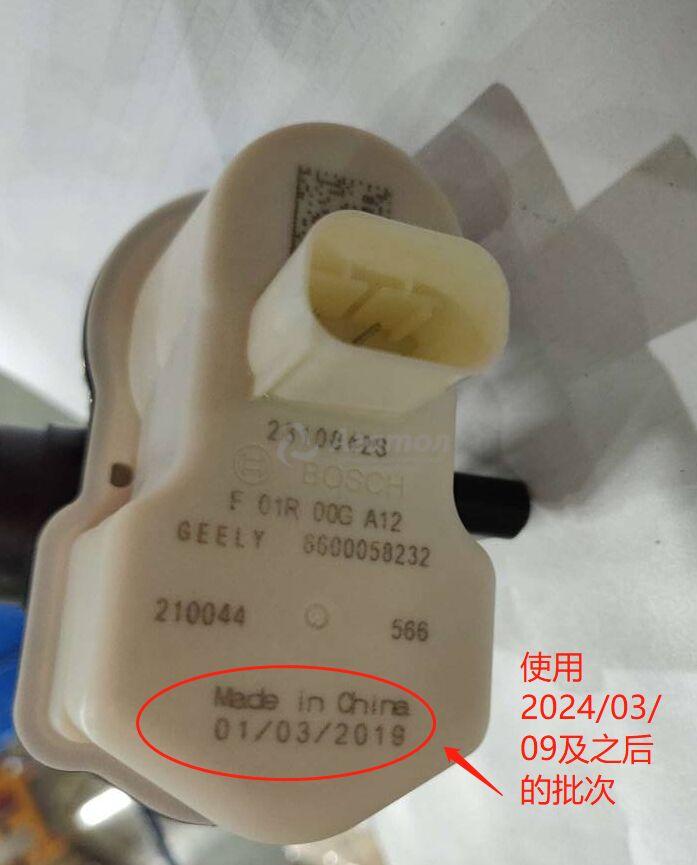 BOSCH
F 01R 00G A12
GEELY 6600058232
210044
566
Made in China
01/03/2019
使用
2024/03/
09及之后
的批次